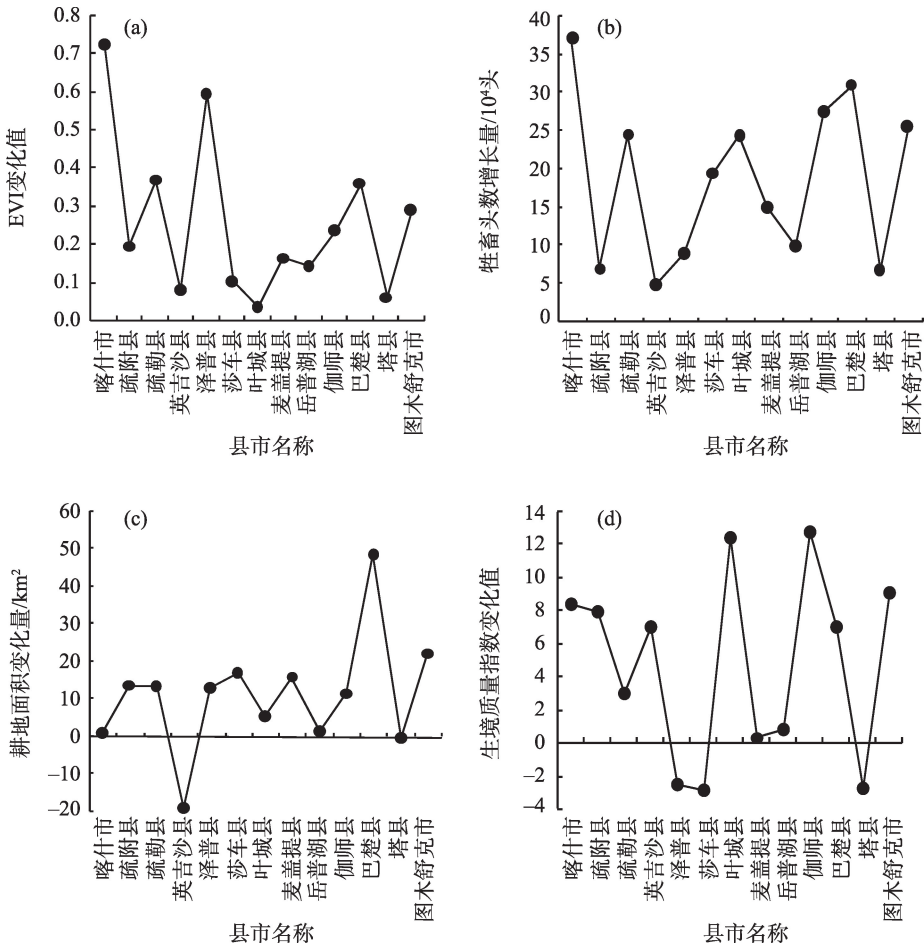 (a)
EVI变化值
0.8
0.7
0.6
0.5
0.4
0.3
0.2
0.1
0.0
喀什市
疏附县
疏勒县
英吉沙县
泽普县
莎车县
叶城县
麦盖提县
岳普湖县
伽师县
巴楚县
塔县
图木舒克市
县市名称
(b)
牲畜头数增长量/10⁴头
40
35
30
25
20
15
10
5
0
喀什市
疏附县
疏勒县
英吉沙县
泽普县
莎车县
叶城县
麦盖提县
岳普湖县
伽师县
巴楚县
塔县
图木舒克市
县市名称
(c)
耕地面积变化量/km²
60
50
40
30
20
10
0
–10
–20
喀什市
疏附县
疏勒县
英吉沙县
泽普县
莎车县
叶城县
麦盖提县
岳普湖县
伽师县
巴楚县
塔县
图木舒克市
县市名称
(d)
生境质量指数变化值
14
12
10
8
6
4
2
0
–2
–4
喀什市
疏附县
疏勒县
英吉沙县
泽普县
莎车县
叶城县
麦盖提县
岳普湖县
伽师县
巴楚县
塔县
图木舒克市
县市名称